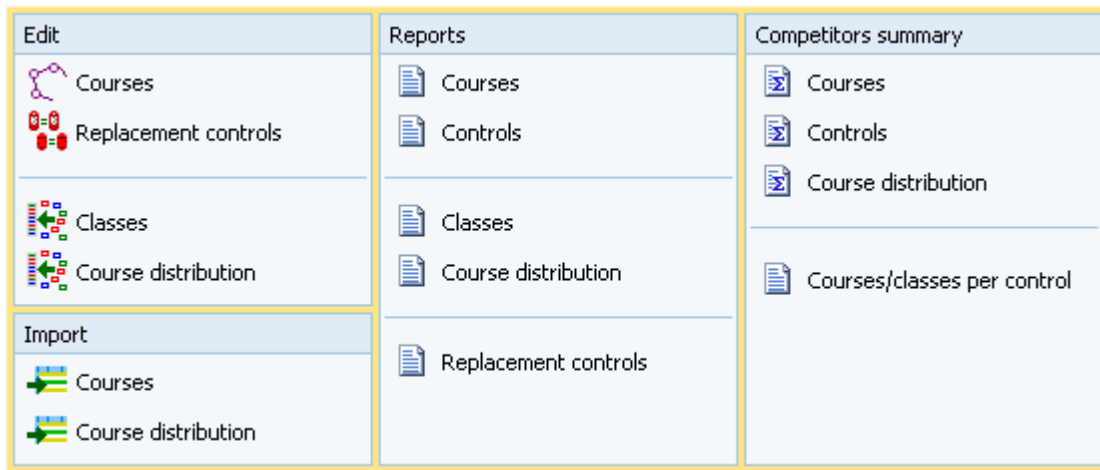 Edit
Courses
Replacement controls
Classes
Course distribution
Import
Courses
Course distribution
Reports
Courses
Controls
Classes
Course distribution
Replacement controls
Competitors summary
Courses
Controls
Course distribution
Courses/classes per control